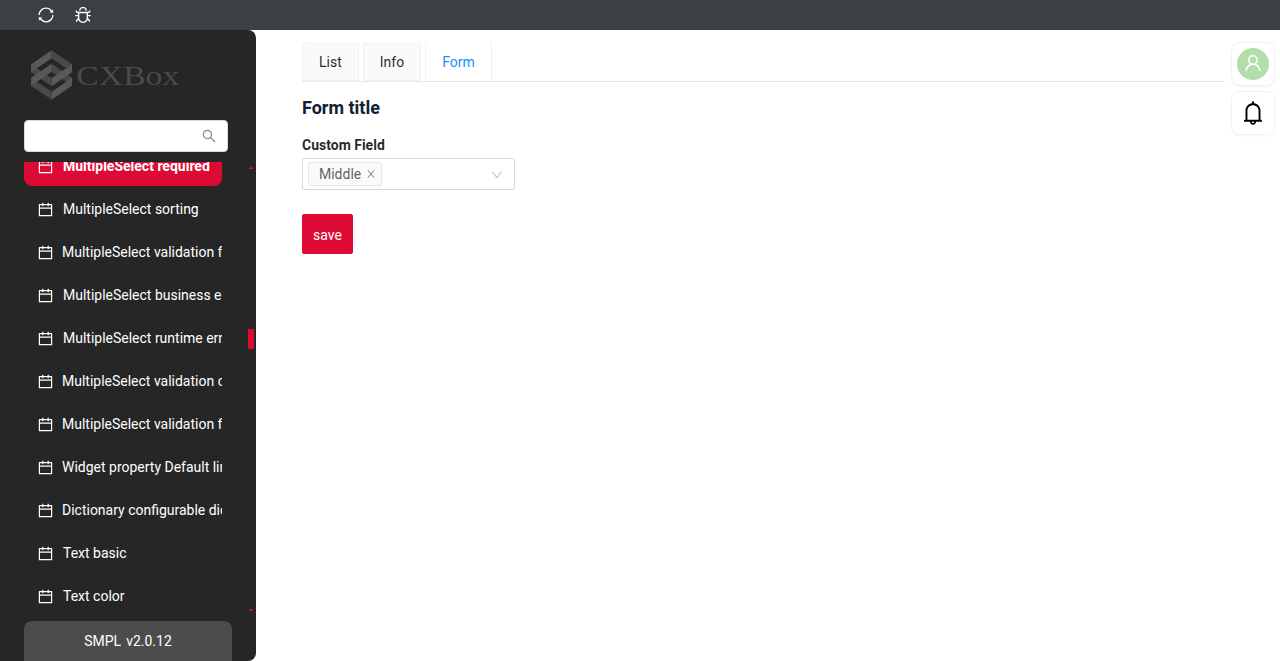 CXBox
MultipleSelect required
MultipleSelect sorting
MultipleSelect validation f
MultipleSelect business e
MultipleSelect runtime err
MultipleSelect validation c
MultipleSelect validation f
Widget property Default lin
Dictionary configurable dic
Text basic
Text color
SMPL v2.0.12
List Info Form
Form title
Custom Field
Middle
save